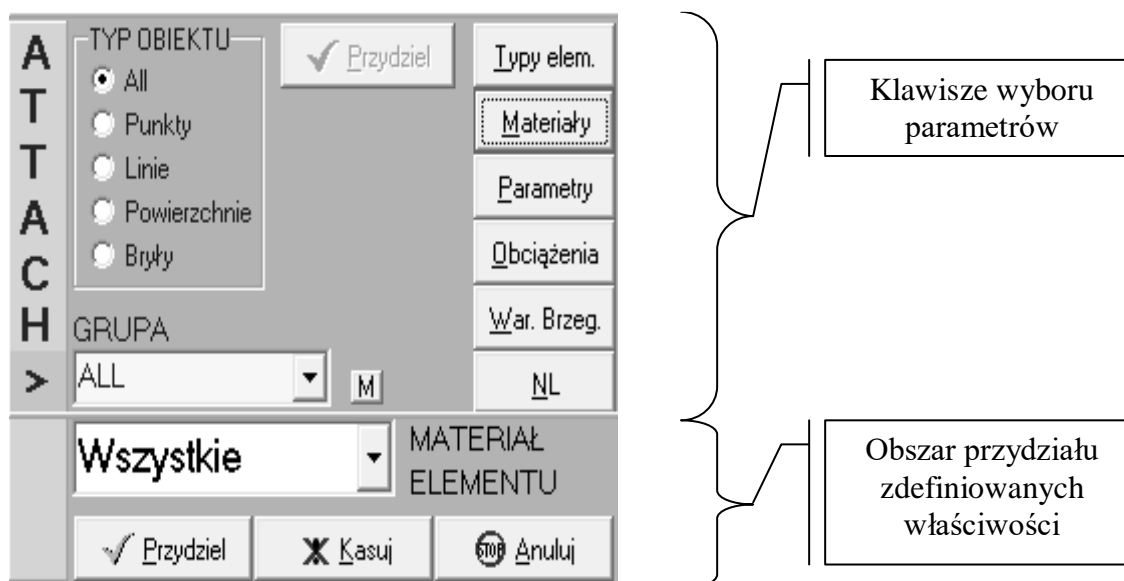 A
T
T
A
C
H
>
TYP OBIEKTU
All
Punkty
Linie
Powierzchnie
Bryły
Przydziel
GRUPA
ALL
M
Typy elem.
Materiały
Parametry
Obciążenia
War. Brzeg.
NL
Wszystkie
MATERIAŁ
ELEMENTU
Przydziel
Kasuj
STOP
Anuluj
Klawisze wyboru
parametrów
Obszar przydziału
zdefiniowanych
właściwości